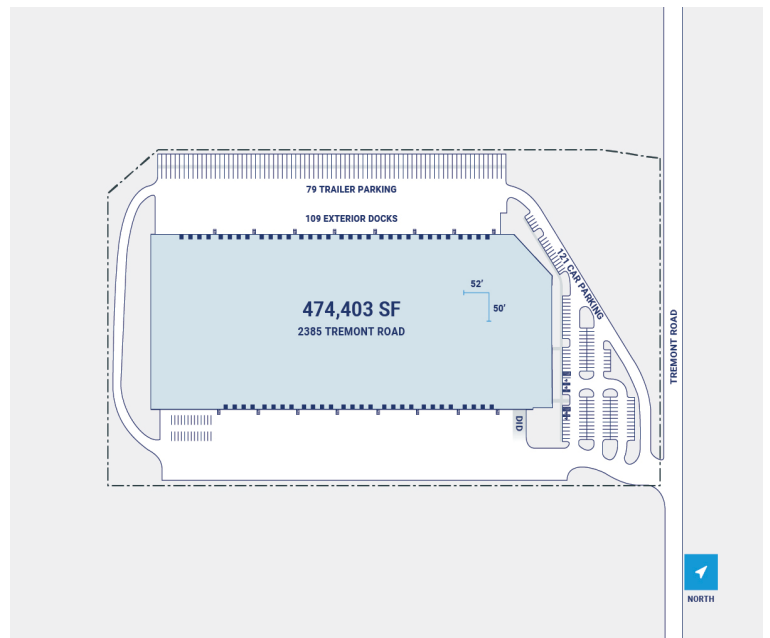 79 TRAILER PARKING
109 EXTERIOR DOCKS
121 CAR PARKING
52'
50'
474,403 SF
2385 TREMONT ROAD
TREMONT ROAD
DID
NORTH